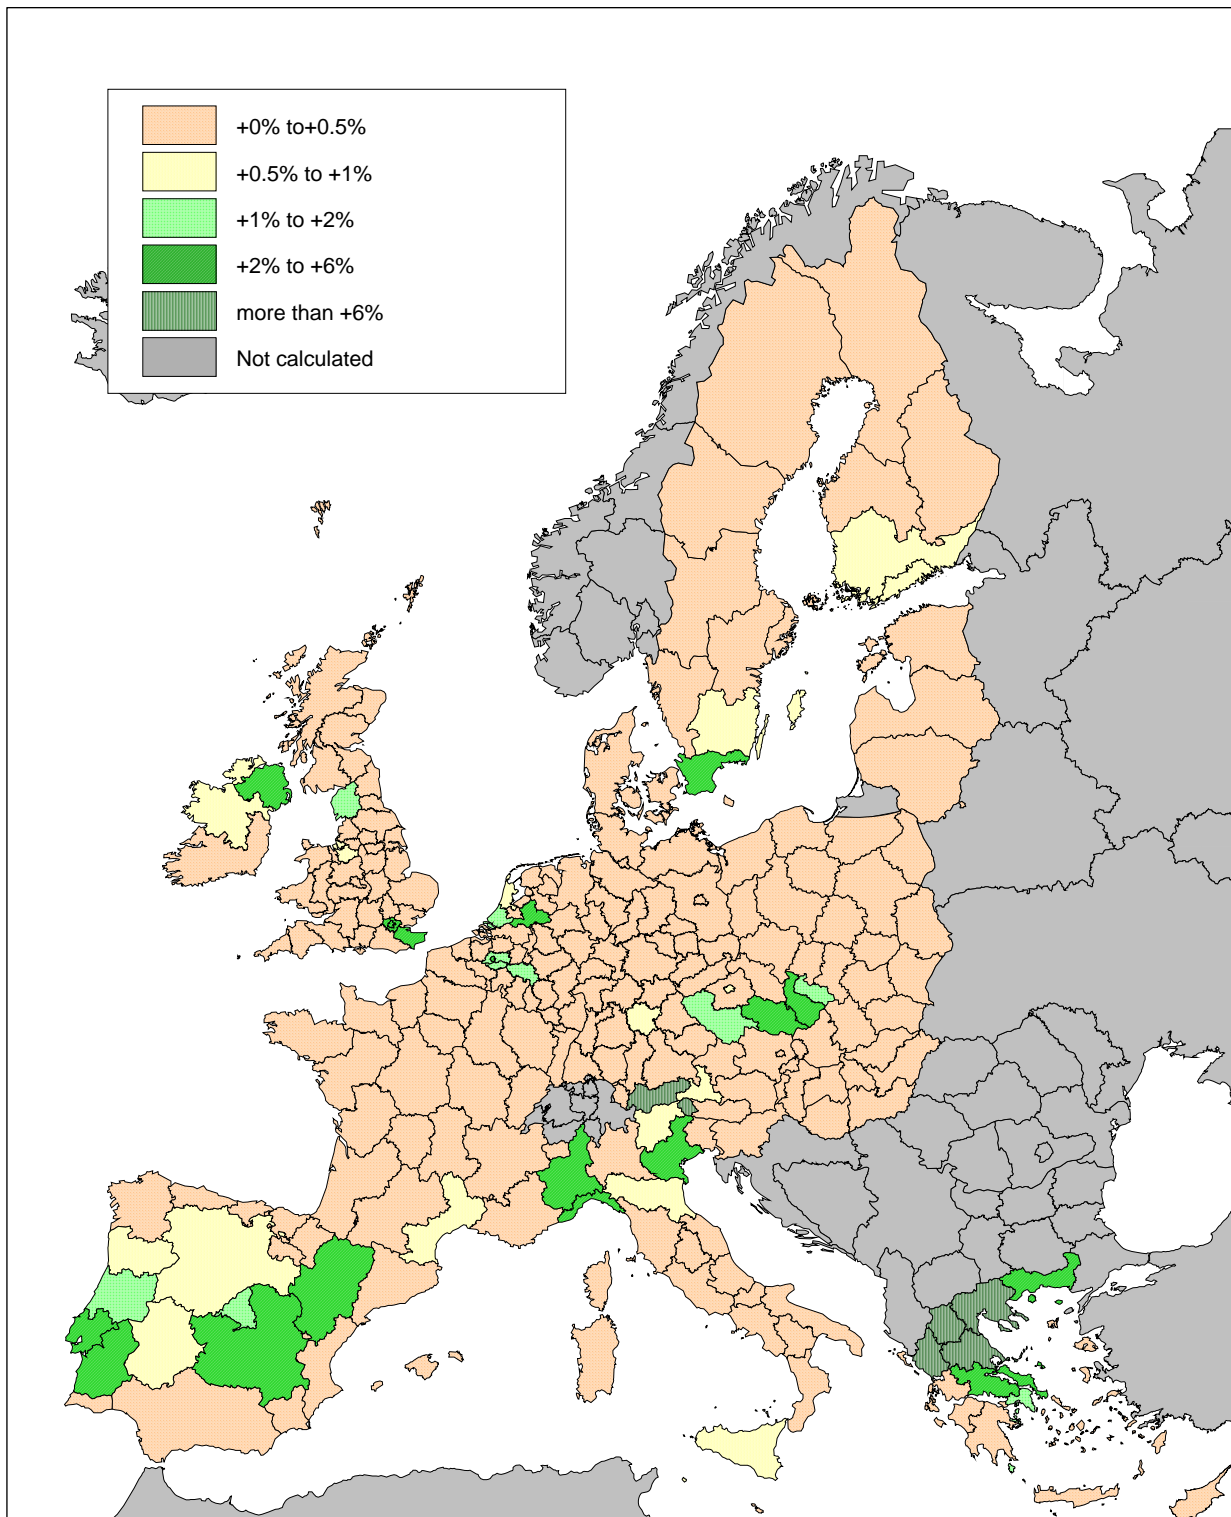 +0% to+0.5%
+0.5% to +1%
+1% to +2%
+2% to +6%
more than +6%
Not calculated